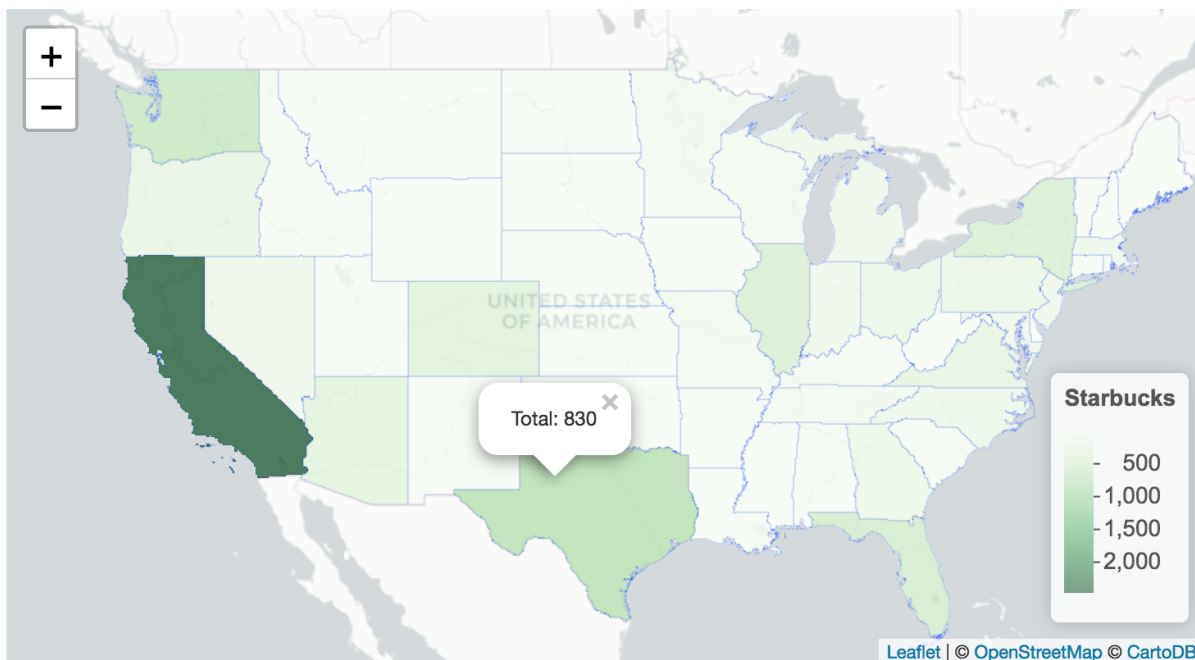 +
−
UNITED STATES
OF AMERICA
×
Total: 830
Starbucks
500
1,000
1,500
2,000
Leaflet | © OpenStreetMap © CartoDB